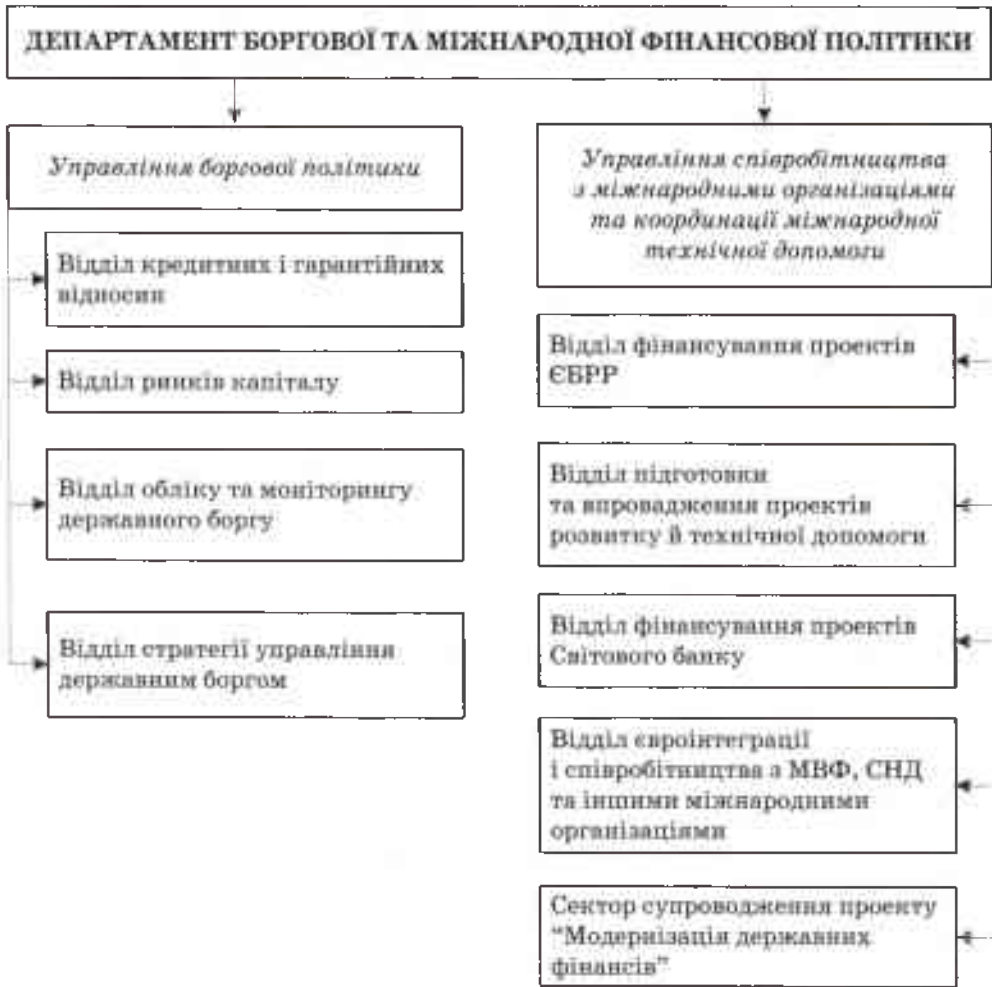 ДЕПАРТАМЕНТ БОРГОВОЇ ТА МІЖНАРОДНОЇ ФІНАНСОВОЇ ПОЛІТИКИ
Управління боргової політики
Відділ кредитних і гарантійних
відносин
Відділ ринків капіталу
Відділ обліку та моніторингу
державного боргу
Відділ стратегії управління
державним боргом
Управління співробітництва
з міжнародними організаціями
та координації міжнародної
технічної допомоги
Відділ фінансування проектів
ЄБРР
Відділ підготовки
та впровадження проектів
розвитку й технічної допомоги
Відділ фінансування проектів
Світового банку
Відділ євроінтеграції
і співробітництва з МВФ, СНД
та іншими міжнародними
організаціями
Сектор супроводження проекту
“Модернізація державних
фінансів”